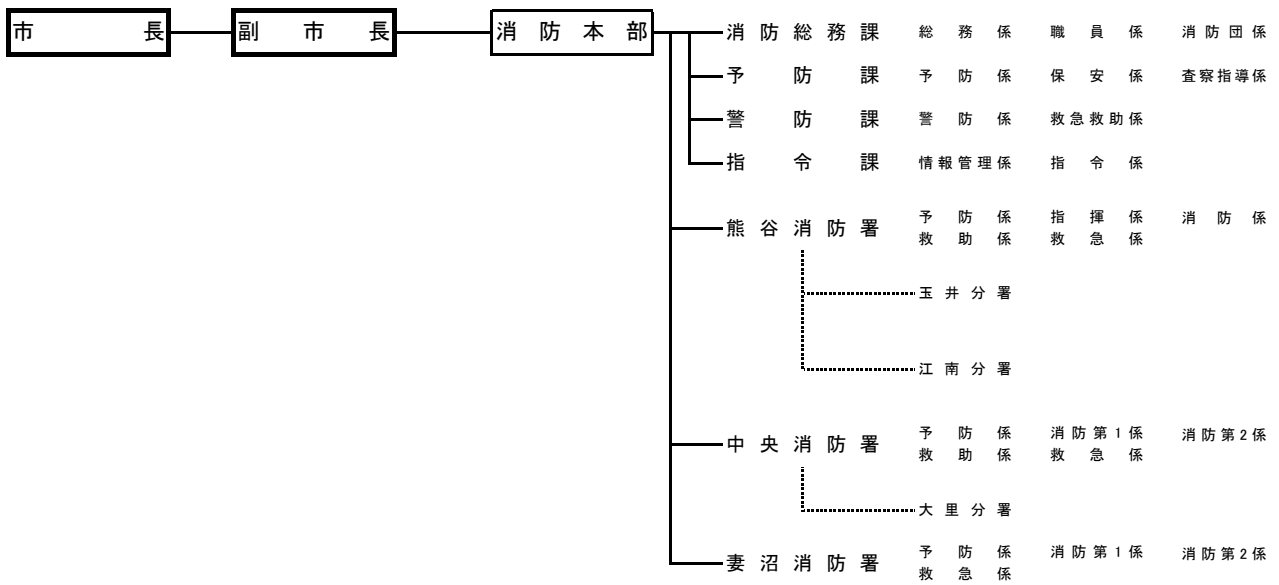 市長 副市長 消防本部 消防総務課 総務係 職員係 消防団係
予防課 予防係 保安係 査察指導係
警防課 警防係 救急救助係
指令課 情報管理係 指令係
熊谷消防署 予防係 指揮係 消防係
救助係 救急係
玉井分署
江南分署
中央消防署 予防係 消防第1係 消防第2係
救助係 救急係
大里分署
妻沼消防署 予防係 消防第1係 消防第2係
救急係